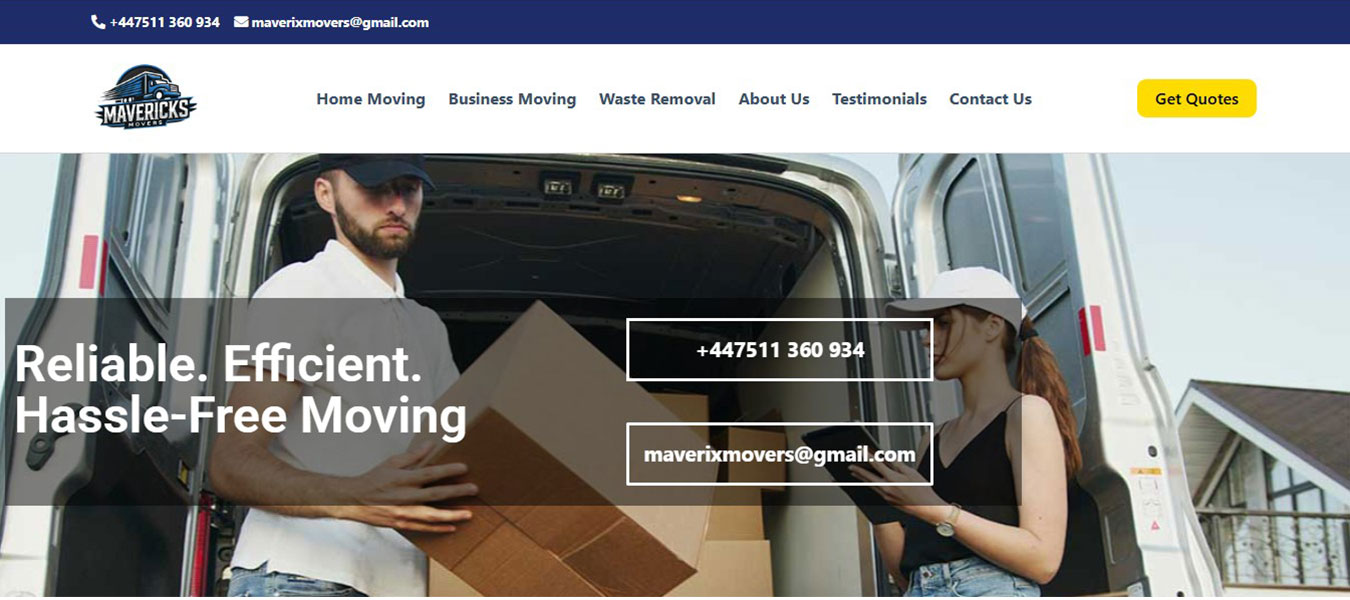 +447511 360 934 maverixmovers@gmail.com
MAVERICKS
MOVERS
Home Moving Business Moving Waste Removal About Us Testimonials Contact Us
Get Quotes
Reliable. Efficient.
Hassle-Free Moving
+447511 360 934
maverixmovers@gmail.com